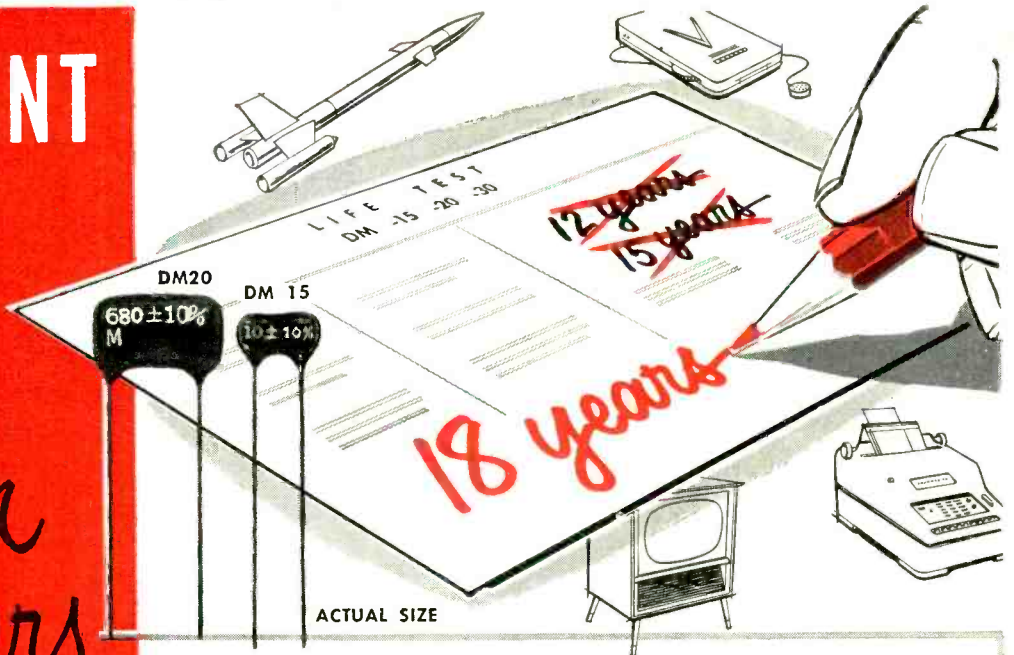 NT
LIFE TEST
DM -15 -20 -30
12 years
15 years
18 years
DM20
DM 15
680±10%
M
10±10%
ACTUAL SIZE
rs